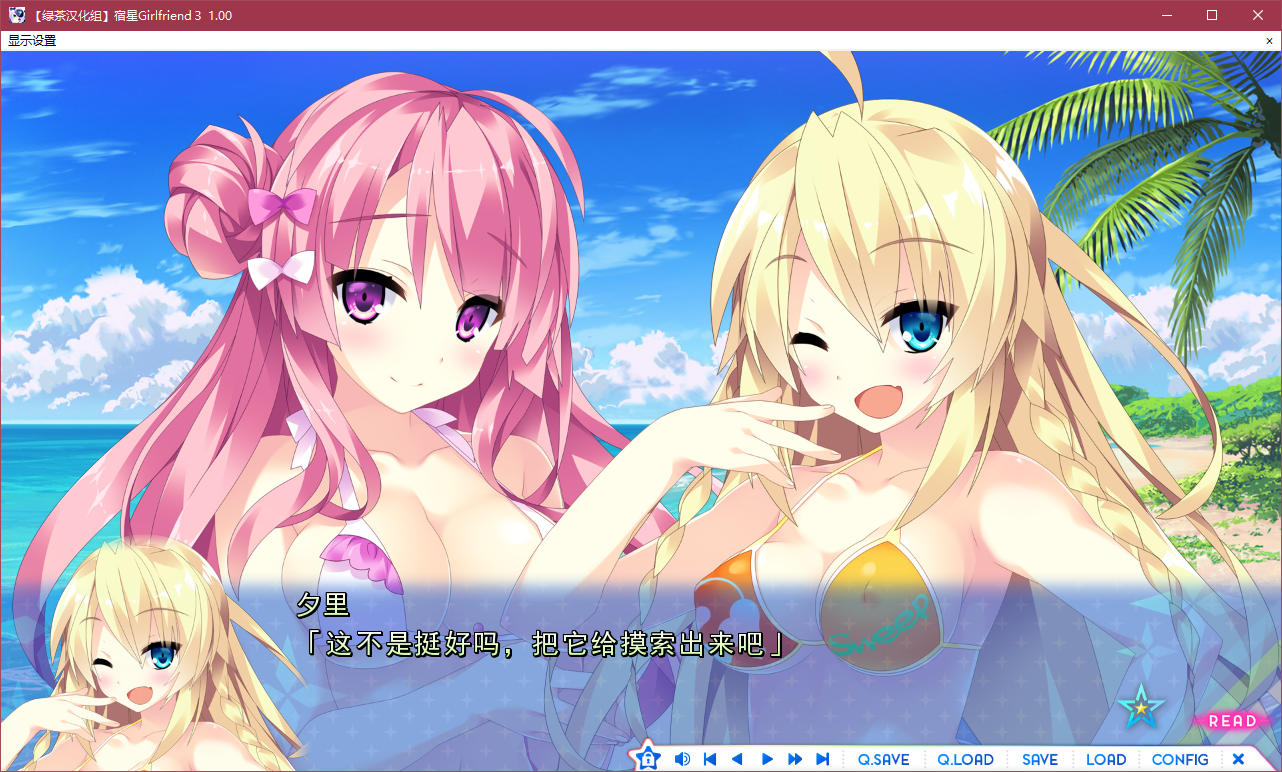 【绿茶汉化组】宿星Girlfriend 3 1.00
显示设置
Sweet
夕里
「这不是挺好吗，把它给摸索出来吧」
READ
Q.SAVE Q.LOAD SAVE LOAD CONFIG